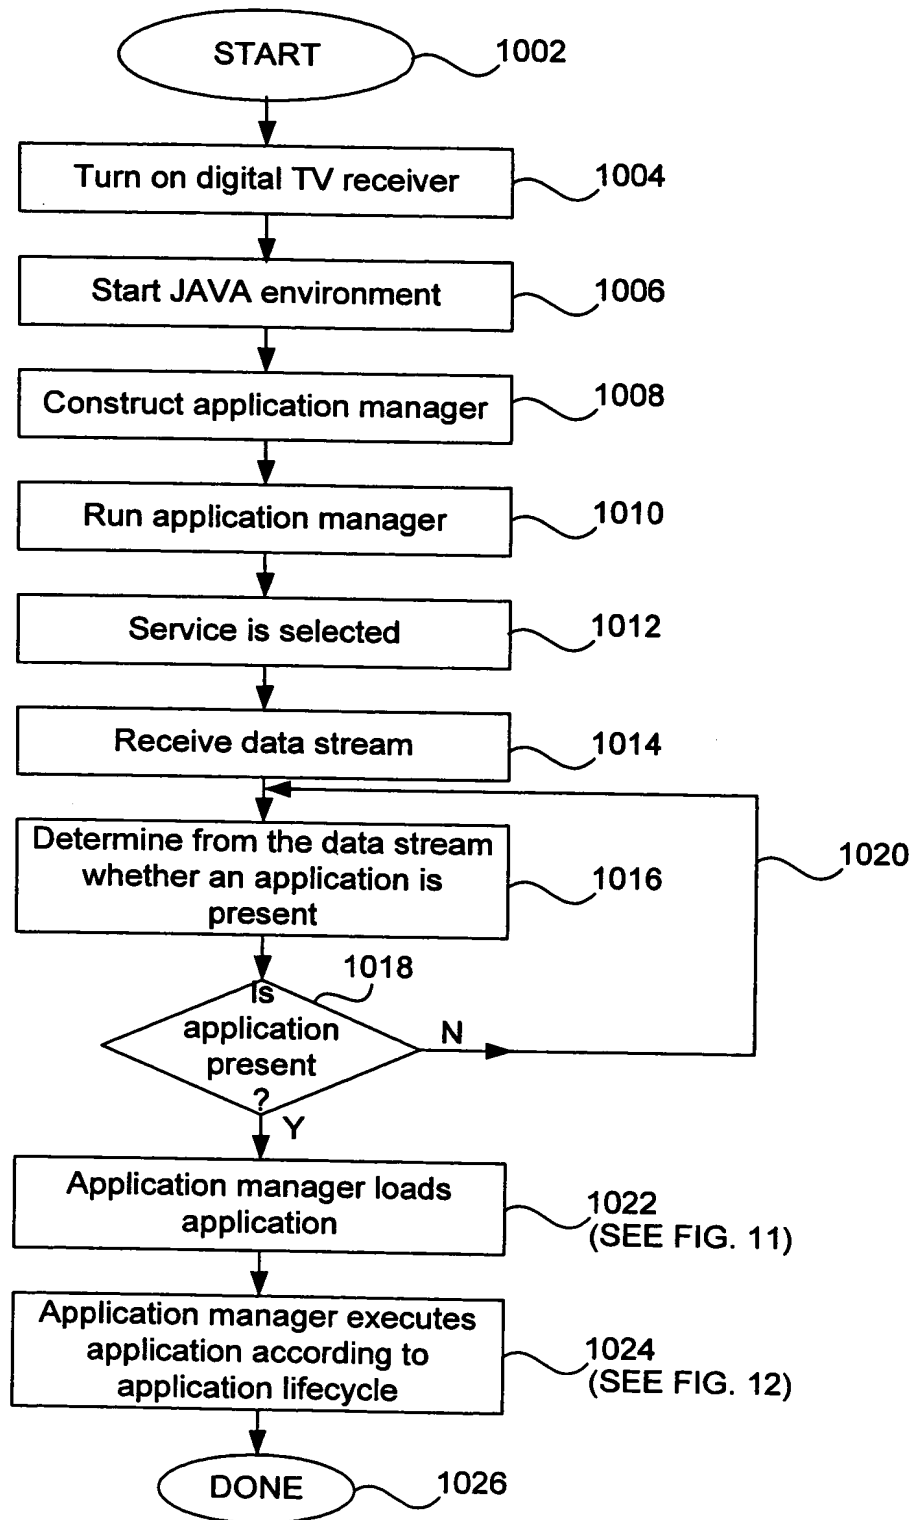 START
1002
Turn on digital TV receiver
1004
Start JAVA environment
1006
Construct application manager
1008
Run application manager
1010
Service is selected
1012
Receive data stream
1014
Determine from the data stream
whether an application is
present
1016
1020
1018
Is
application
present
?
N
Y
Application manager loads
application
1022
(SEE FIG. 11)
Application manager executes
application according to
application lifecycle
1024
(SEE FIG. 12)
DONE
1026